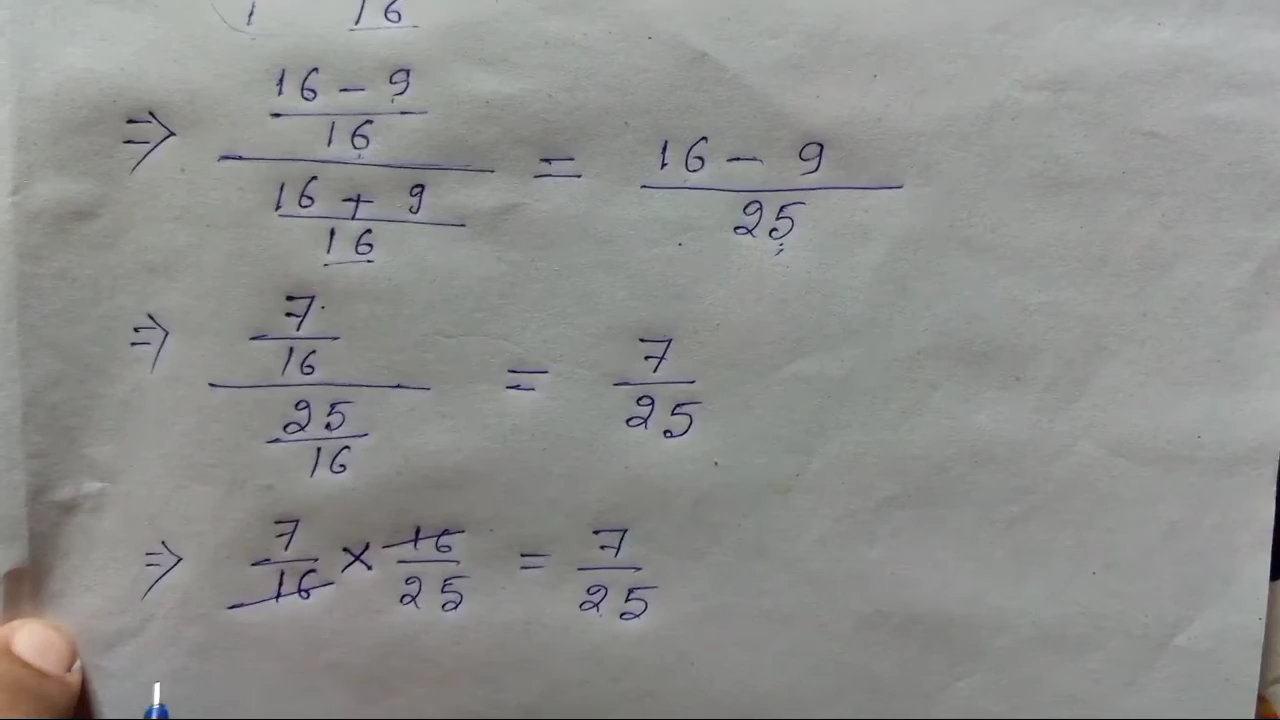 1 16
⇒ ((16 - 9)/16)/((16 + 9)/16) = (16 - 9)/25
⇒ (7/16)/(25/16) = 7/25
⇒ 7/16 × 16/25 = 7/25